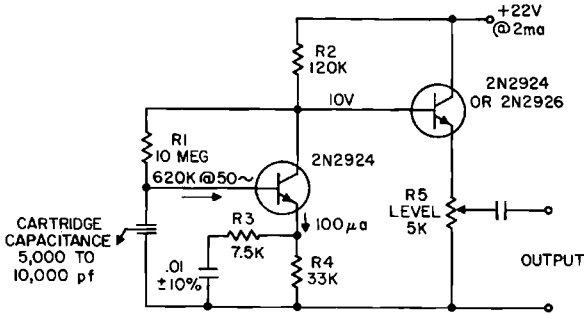 +22V
@ 2ma
R2
120K
2N2924
OR 2N2926
10V
R1
10 MEG
2N2924
620K @ 50~
R5
LEVEL
5K
CARTRIDGE
CAPACITANCE
5,000 TO
10,000 pf
R3
7.5K
100µa
.01
±10%
R4
33K
OUTPUT